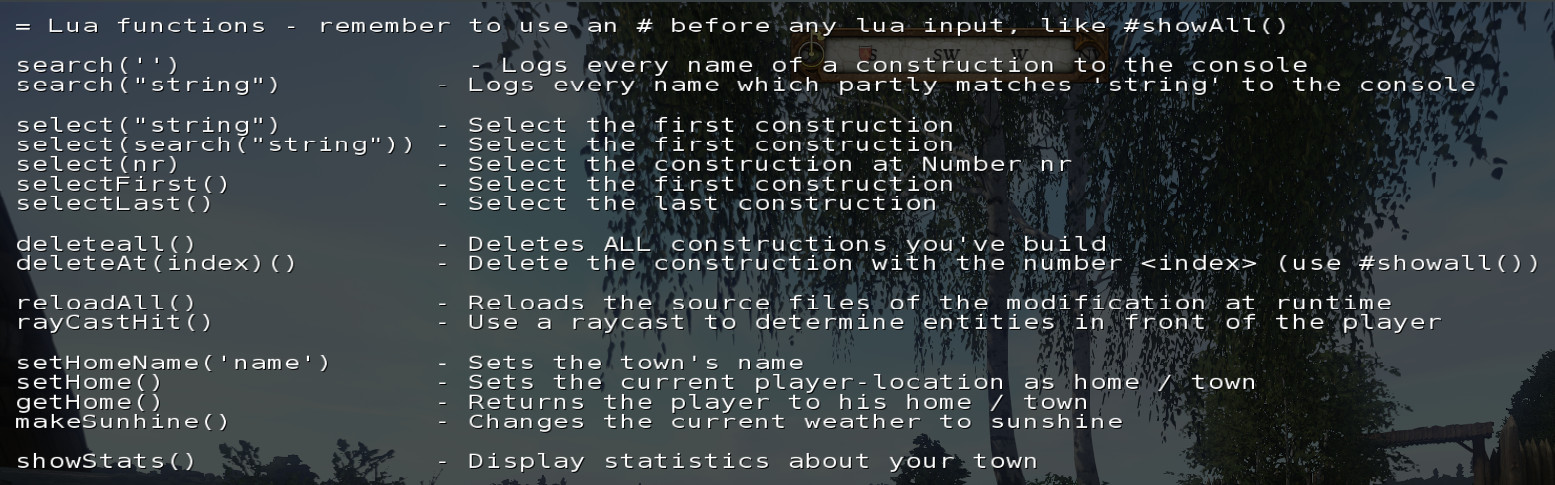 = Lua functions - remember to use an # before any lua input, like #showAll()
S SW W
search('') - Logs every name of a construction to the console
search("string") - Logs every name which partly matches 'string' to the console
select("string") - Select the first construction
select(search("string")) - Select the first construction
select(nr) - Select the construction at Number nr
selectFirst() - Select the first construction
selectLast() - Select the last construction
deleteall() - Deletes ALL constructions you've build
deleteAt(index)() - Delete the construction with the number <index> (use #showall())
reloadAll() - Reloads the source files of the modification at runtime
rayCastHit() - Use a raycast to determine entities in front of the player
setHomeName('name') - Sets the town's name
setHome() - Sets the current player-location as home / town
getHome() - Returns the player to his home / town
makeSunhine() - Changes the current weather to sunshine
showStats() - Display statistics about your town